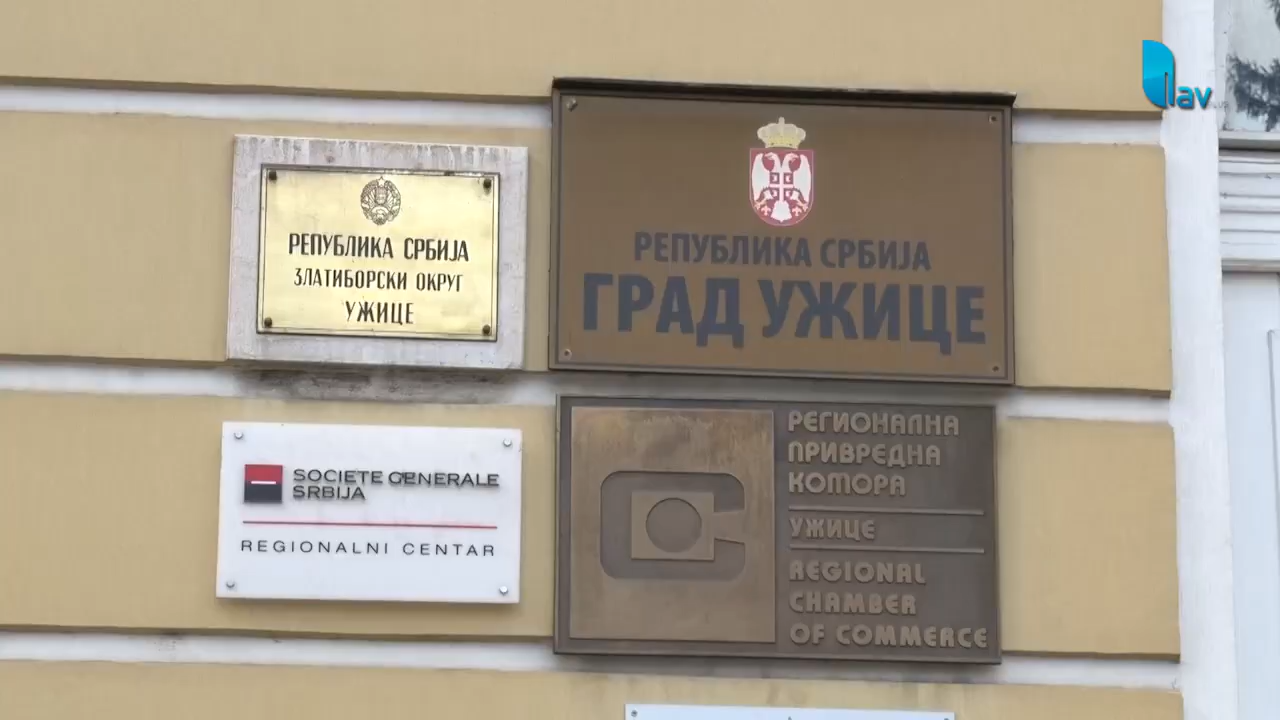 lav
РЕПУБЛИКА СРБИЈА
ЗЛАТИБОРСКИ ОКРУГ
УЖИЦЕ
РЕПУБЛИКА СРБИЈА
ГРАД УЖИЦЕ
SOCIETE GENERALE
SRBIJA
REGIONALNI CENTAR
РЕГИОНАЛНА
ПРИВРЕДНА
КОМОРА
УЖИЦЕ
REGIONAL
CHAMBER
OF COMMERCE